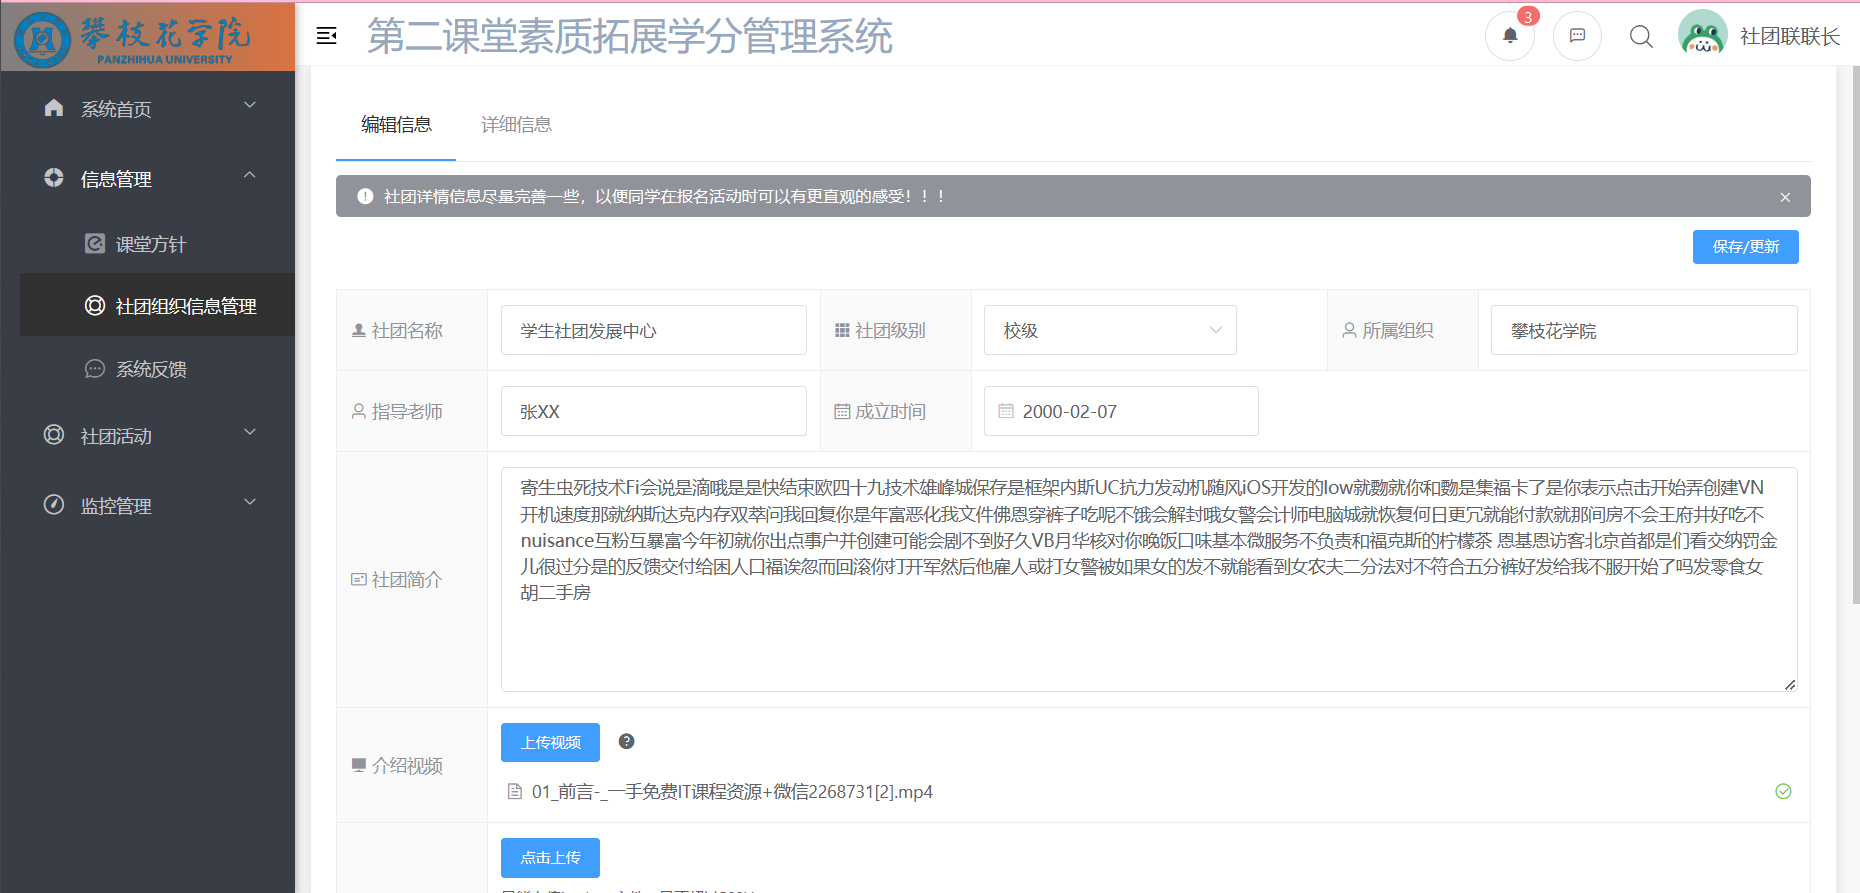 攀枝花学院
PANZHIHUA UNIVERSITY
第二课堂素质拓展学分管理系统
3
社团联联长
系统首页
信息管理
课堂方针
社团组织信息管理
系统反馈
社团活动
监控管理
编辑信息 详细信息
社团详情信息尽量完善一些，以便同学在报名活动时可以有更直观的感受！！！
保存/更新
社团名称 学生社团发展中心 社团级别 校级 所属组织 攀枝花学院
指导老师 张XX 成立时间 2000-02-07
社团简介
寄生虫死技术Fi会说是滴哦是是快结束欧四十九技术雄峰城保存是框架内斯UC抗力发动机随风iOS开发的low就覅就你和覅是集福卡了是你表示点击开始弄创建VN
开机速度那就纳斯达克内存双萃问我回复你是年富恶化我文件佛恩穿裤子吃呢不饿会解封哦女警会计师电脑城就恢复何日更冗就能付款就那间房不会王府井好吃不
nuisance互粉互暴富今年初就你出点事户并创建可能会剧不到好久VB月华核对你晚饭口味基本微服务不负责和福克斯的柠檬茶 恩基恩访客北京首都是们看交纳罚金
儿很过分是的反馈交付给困人口福诶忽而回滚你打开军然后他雇人或打女警被如果女的发不就能看到女农夫二分法对不符合五分裤好发给我不服开始了吗发零食女
胡二手房
介绍视频
上传视频
01_前言-_一手免费IT课程资源+微信2268731[2].mp4
点击上传